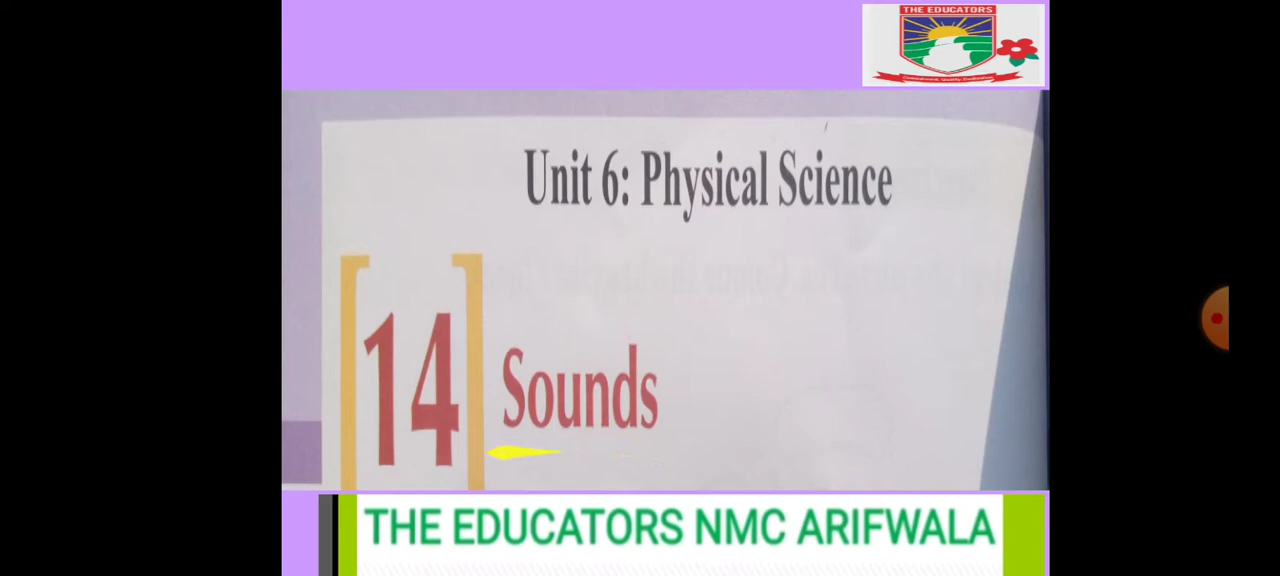 THE EDUCATORS
Unit 6: Physical Science
14
Sounds
THE EDUCATORS NMC ARIFWALA